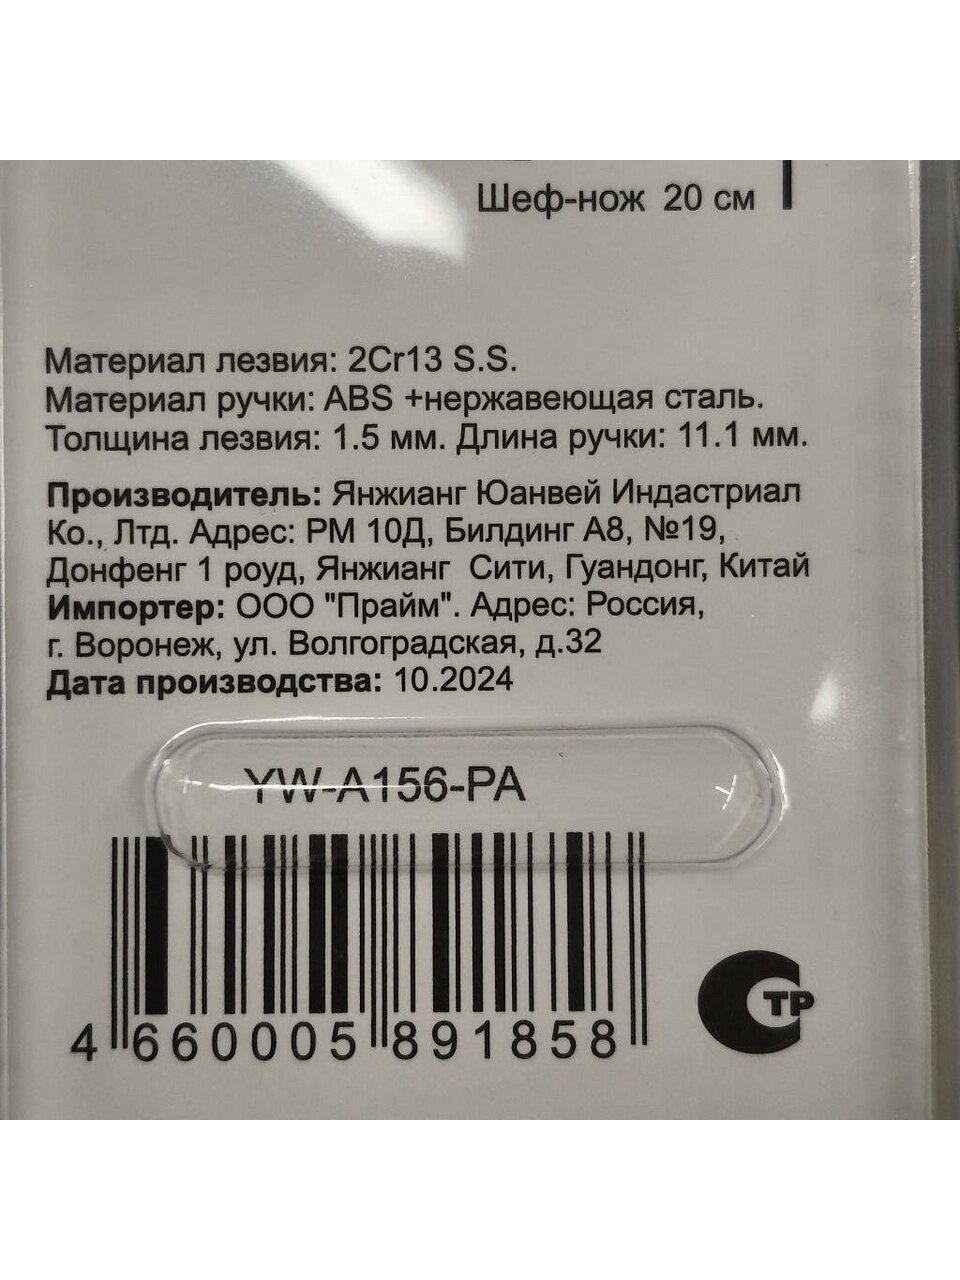 Шеф-нож 20 см
Материал лезвия: 2Cr13 S.S.
Материал ручки: ABS +нержавеющая сталь.
Толщина лезвия: 1.5 мм. Длина ручки: 11.1 мм.
Производитель: Янжианг Юанвей Индастриал
Ко., Лтд. Адрес: РМ 10Д, Билдинг А8, №19,
Донфенг 1 роуд, Янжианг Сити, Гуандонг, Китай
Импортер: ООО "Прайм". Адрес: Россия,
г. Воронеж, ул. Волгоградская, д.32
Дата производства: 10.2024
YW-A156-PA
4 660005 891858
СТР